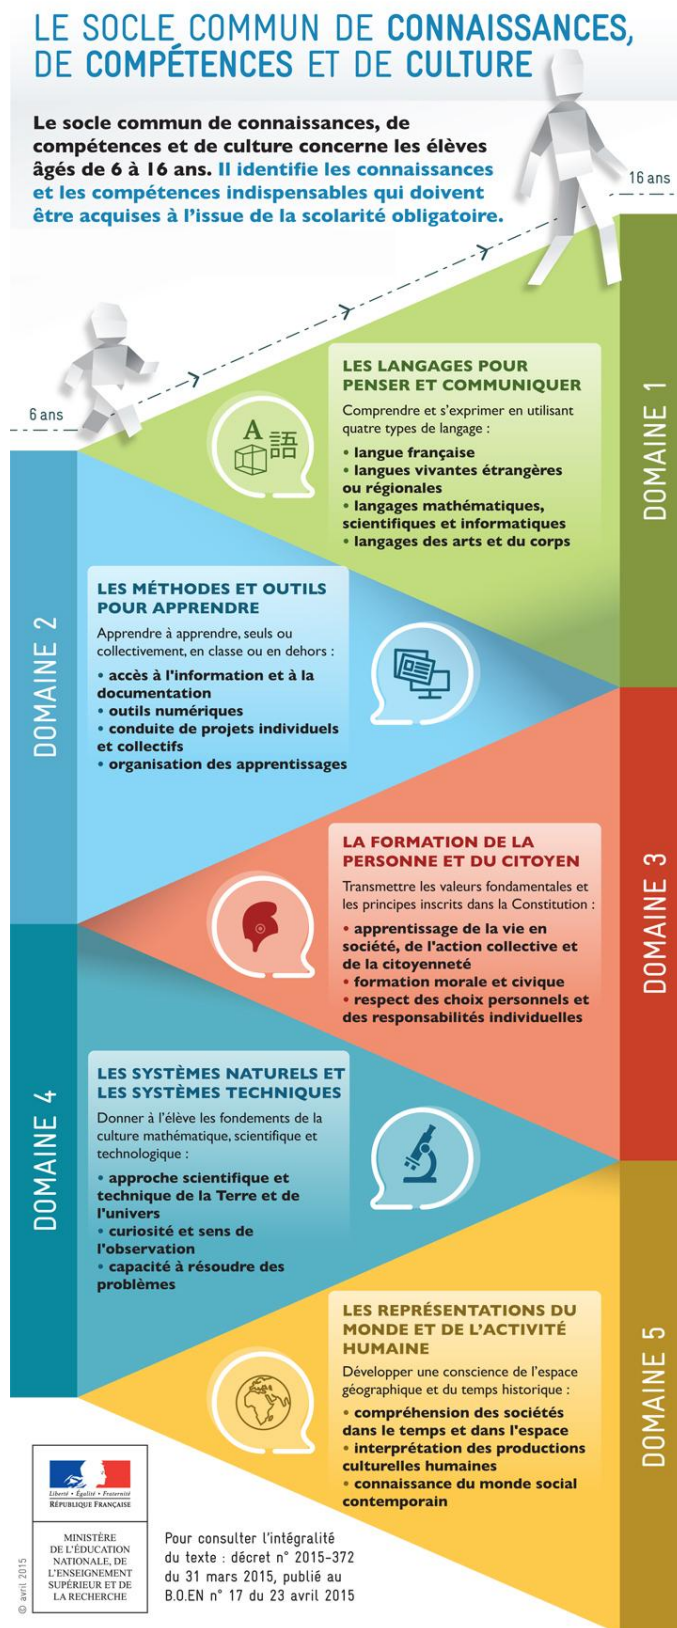 LE SOCLE COMMUN DE CONNAISSANCES,
DE COMPÉTENCES ET DE CULTURE
Le socle commun de connaissances, de
compétences et de culture concerne les élèves
âgés de 6 à 16 ans. Il identifie les connaissances
et les compétences indispensables qui doivent
être acquises à l'issue de la scolarité obligatoire.
16 ans
6 ans
DOMAINE 1
LES LANGAGES POUR
PENSER ET COMMUNIQUER
Comprendre et s'exprimer en utilisant
quatre types de langage :
• langue française
• langues vivantes étrangères
ou régionales
• langages mathématiques,
scientifiques et informatiques
• langages des arts et du corps
A 語
DOMAINE 2
LES MÉTHODES ET OUTILS
POUR APPRENDRE
Apprendre à apprendre, seuls ou
collectivement, en classe ou en dehors :
• accès à l'information et à la
documentation
• outils numériques
• conduite de projets individuels
et collectifs
• organisation des apprentissages
DOMAINE 3
LA FORMATION DE LA
PERSONNE ET DU CITOYEN
Transmettre les valeurs fondamentales et
les principes inscrits dans la Constitution :
• apprentissage de la vie en
société, de l'action collective et
de la citoyenneté
• formation morale et civique
• respect des choix personnels et
des responsabilités individuelles
DOMAINE 4
LES SYSTÈMES NATURELS ET
LES SYSTÈMES TECHNIQUES
Donner à l'élève les fondements de la
culture mathématique, scientifique et
technologique :
• approche scientifique et
technique de la Terre et de
l'univers
• curiosité et sens de
l'observation
• capacité à résoudre des
problèmes
DOMAINE 5
LES REPRÉSENTATIONS DU
MONDE ET DE L'ACTIVITÉ
HUMAINE
Développer une conscience de l'espace
géographique et du temps historique :
• compréhension des sociétés
dans le temps et dans l'espace
• interprétation des productions
culturelles humaines
• connaissance du monde social
contemporain
Liberté • Égalité • Fraternité
RÉPUBLIQUE FRANÇAISE
MINISTÈRE
DE L'ÉDUCATION
NATIONALE, DE
L'ENSEIGNEMENT
SUPÉRIEUR ET DE
LA RECHERCHE
Pour consulter l'intégralité
du texte : décret n° 2015-372
du 31 mars 2015, publié au
B.O.EN n° 17 du 23 avril 2015
© avril 2015